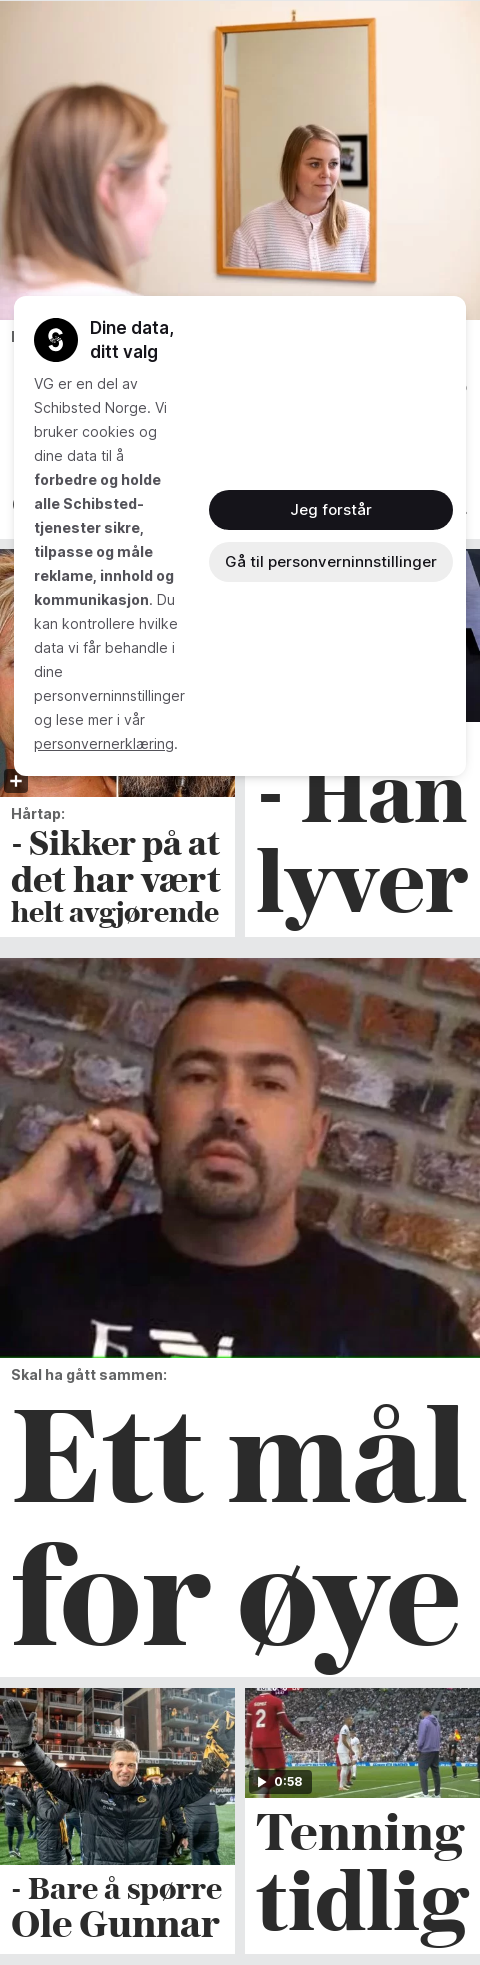 Dine data,
ditt valg
VG er en del av
Schibsted Norge. Vi
bruker cookies og
dine data til å
forbedre og holde
alle Schibsted-
tjenester sikre,
tilpasse og måle
reklame, innhold og
kommunikasjon. Du
kan kontrollere hvilke
data vi får behandle i
dine
personverninnstillinger
og lese mer i vår
personvernerklæring.
Jeg forstår
Gå til personverninnstillinger
Hårtap:
- Sikker på at
det har vært
helt avgjørende
- Han
lyver
Skal ha gått sammen:
Ett mål
for øye
- Bare å spørre
Ole Gunnar
2
0:58
Tenning
tidlig